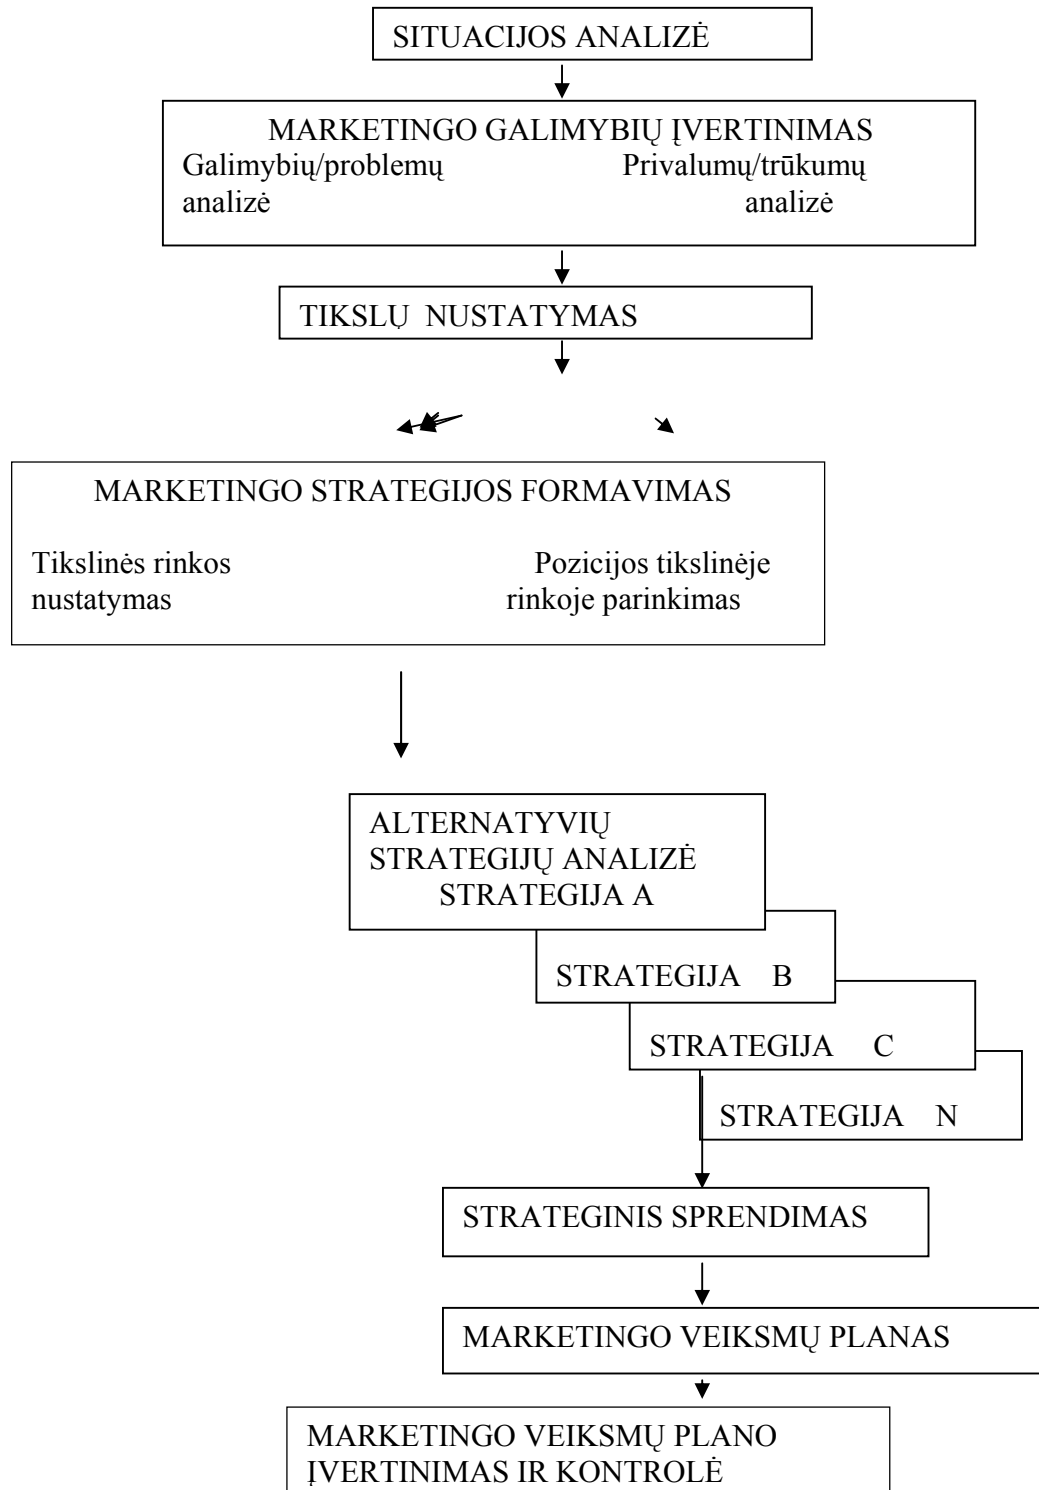 SITUACIJOS ANALIZĖ
MARKETINGO GALIMYBIŲ ĮVERTINIMAS
Galimybių/problemų Privalumų/trūkumų
analizė analizė
TIKSLŲ NUSTATYMAS
MARKETINGO STRATEGIJOS FORMAVIMAS
Tikslinės rinkos Pozicijos tikslinėje
nustatymas rinkoje parinkimas
ALTERNATYVIŲ
STRATEGIJŲ ANALIZĖ
STRATEGIJA A
STRATEGIJA B
STRATEGIJA C
STRATEGIJA N
STRATEGINIS SPRENDIMAS
MARKETINGO VEIKSMŲ PLANAS
MARKETINGO VEIKSMŲ PLANO
ĮVERTINIMAS IR KONTROLĖ